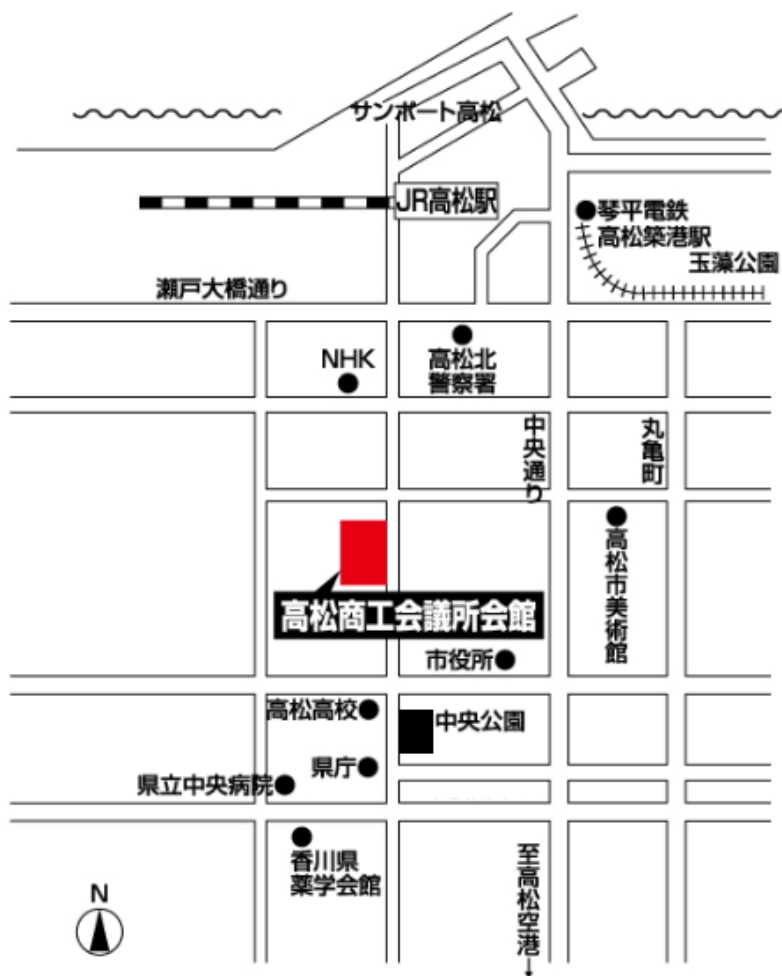 サンポート高松
JR高松駅
琴平電鉄
高松築港駅
玉藻公園
瀬戸大橋通り
NHK
高松北
警察署
中央通り
丸亀町
高松市美術館
高松商工会議所会館
市役所
高松高校
中央公園
県庁
県立中央病院
香川県
薬学会館
至高松空港↓
N